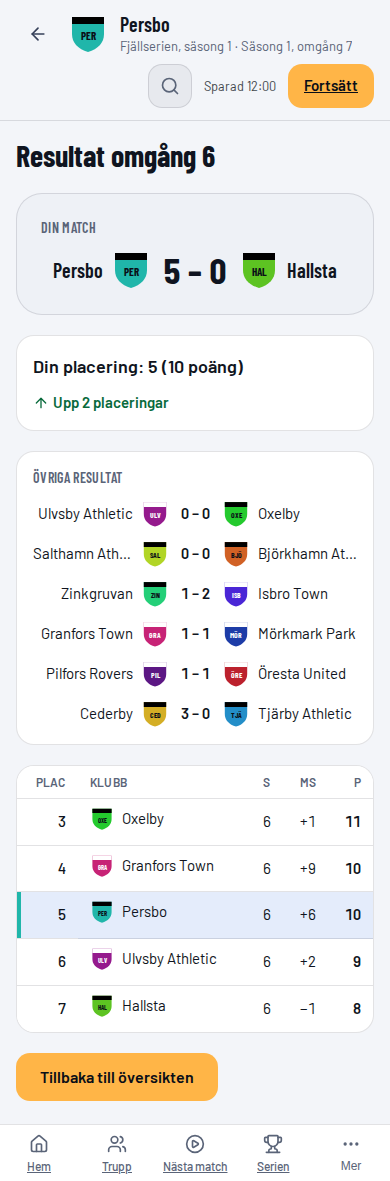 PER
Persbo
Fjällserien, säsong 1 · Säsong 1, omgång 7
Sparad 12:00
Fortsätt
Resultat omgång 6
DIN MATCH
Persbo PER 5 – 0 HAL Hallsta
Din placering: 5 (10 poäng)
Upp 2 placeringar
ÖVRIGA RESULTAT
Ulvsby Athletic ULV 0 – 0 OXE Oxelby
Salthamn Ath... SAL 0 – 0 BJÖ Björkhamn At...
Zinkgruvan ZIN 1 – 2 ISB Isbro Town
Granfors Town GRA 1 – 1 MÖR Mörkmark Park
Pilfors Rovers PIL 1 – 1 ÖRE Öresta United
Cederby CED 3 – 0 TJÄ Tjärby Athletic
PLAC KLUBB S MS P
3 OXE Oxelby 6 +1 11
4 GRA Granfors Town 6 +9 10
5 PER Persbo 6 +6 10
6 ULV Ulvsby Athletic 6 +2 9
7 HAL Hallsta 6 −1 8
Tillbaka till översikten
Hem Trupp Nästa match Serien Mer